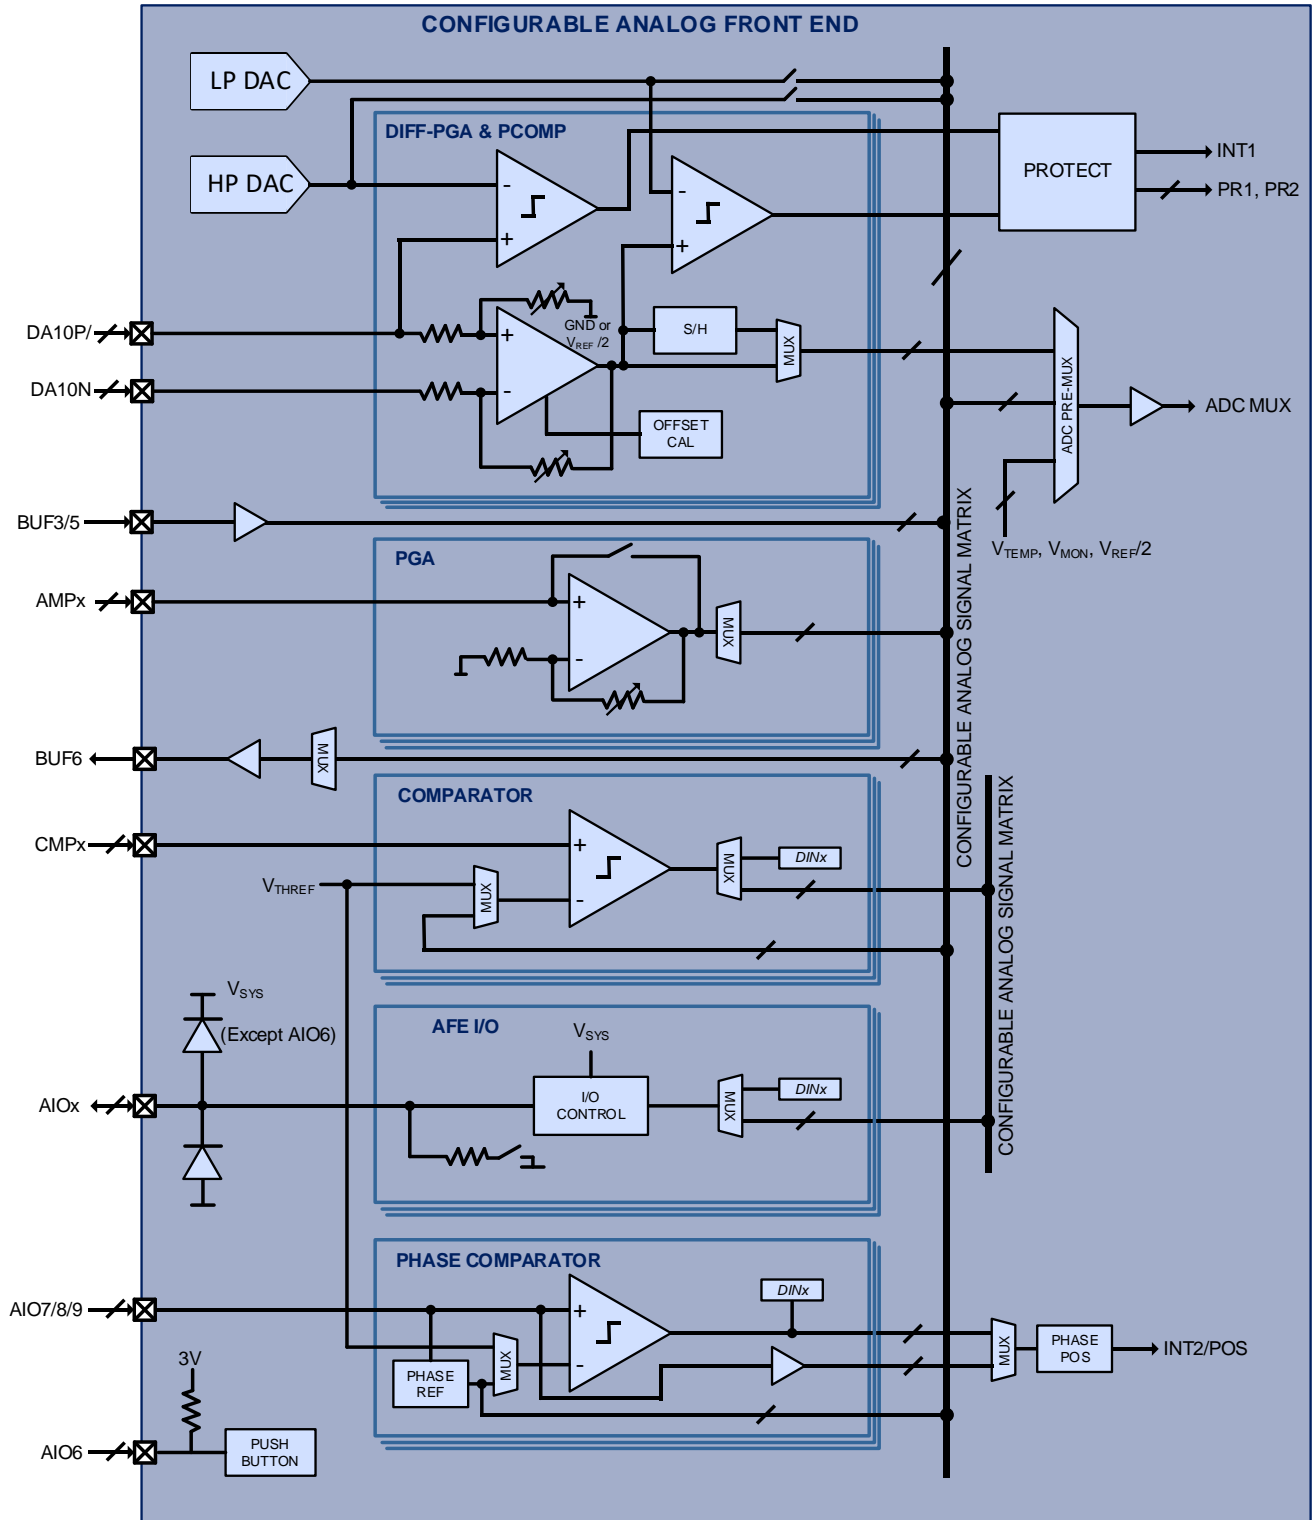 CONFIGURABLE ANALOG FRONT END
LP DAC
HP DAC
DIFF-PGA & PCOMP
-
+
-
+
PROTECT
INT1
PR1, PR2
DA10P/
DA10N
+
-
GND or
VREF /2
S/H
MUX
OFFSET
CAL
ADC PRE-MUX
ADC MUX
VTEMP, VMON, VREF/2
BUF3/5
PGA
AMPx
+
-
MUX
CONFIGURABLE ANALOG SIGNAL MATRIX
BUF6
MUX
COMPARATOR
CMPx
VTHREF
MUX
+
-
MUX
DINx
CONFIGURABLE ANALOG SIGNAL MATRIX
VSYS
(Except AIO6)
AFE I/O
VSYS
AIOx
I/O
CONTROL
MUX
DINx
PHASE COMPARATOR
AIO7/8/9
+
-
MUX
PHASE
REF
DINx
MUX
PHASE
POS
INT2/POS
3V
AIO6
PUSH
BUTTON